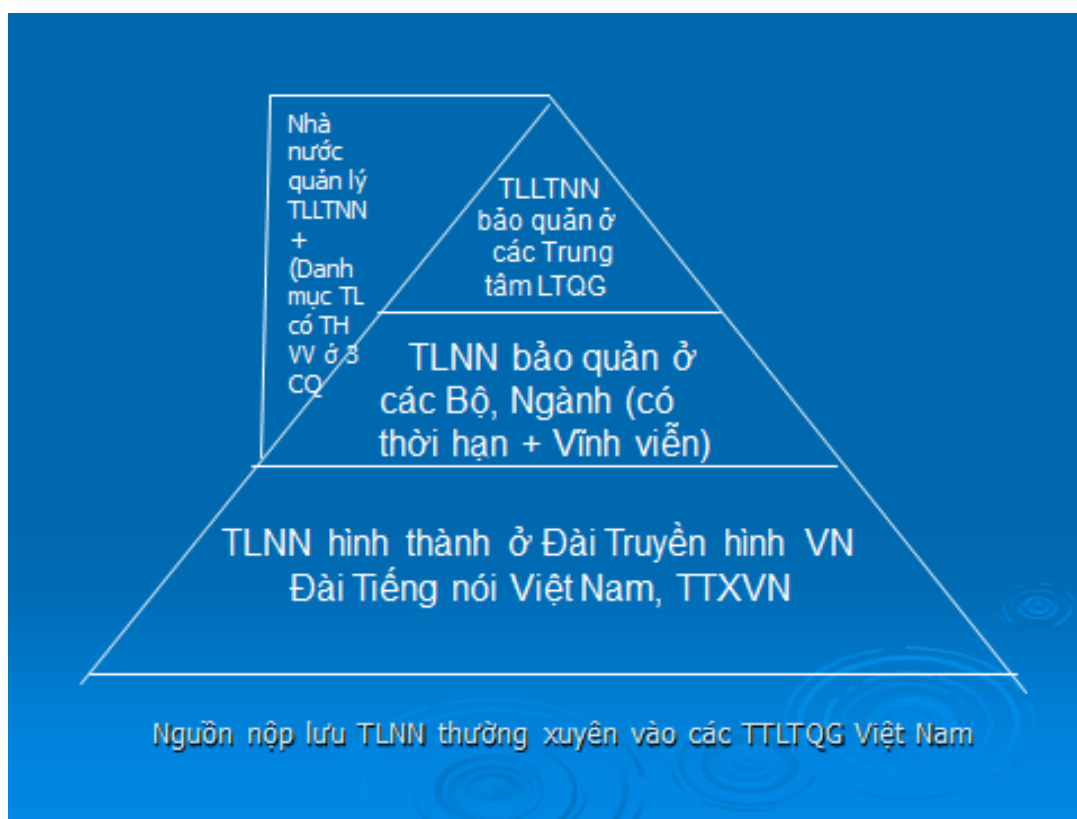 Nhà
nước
quản lý
TLLTNN
+
(Danh
mục TL
có TH
VV ở 3
CQ
TLLTNN
bảo quản ở
các Trung
tâm LTQG
TLNN bảo quản ở
các Bộ, Ngành (có
thời hạn + Vĩnh viễn)
TLNN hình thành ở Đài Truyền hình VN
Đài Tiếng nói Việt Nam, TTXVN
Nguồn nộp lưu TLNN thường xuyên vào các TTLTQG Việt Nam